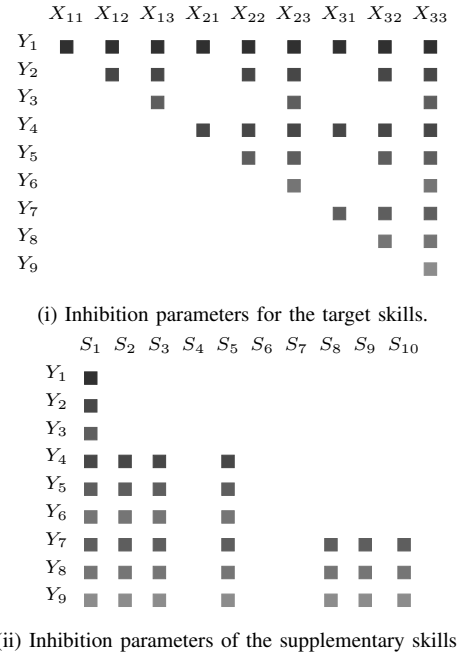 X11 X12 X13 X21 X22 X23 X31 X32 X33
Y1
Y2
Y3
Y4
Y5
Y6
Y7
Y8
Y9
(i) Inhibition parameters for the target skills.
S1 S2 S3 S4 S5 S6 S7 S8 S9 S10
Y1
Y2
Y3
Y4
Y5
Y6
Y7
Y8
Y9
(ii) Inhibition parameters of the supplementary skills